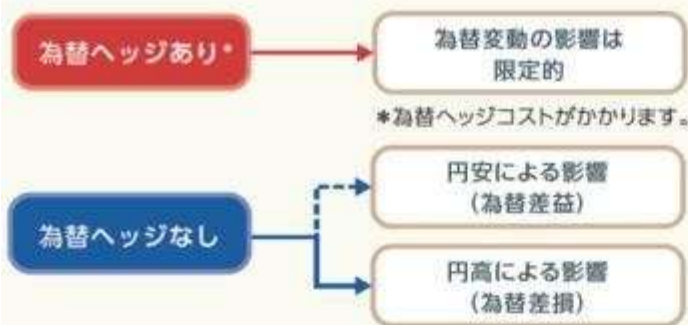 為替ヘッジあり*
為替変動の影響は
限定的
*為替ヘッジコストがかかります。
円安による影響
(為替差益)
為替ヘッジなし
円高による影響
(為替差損)